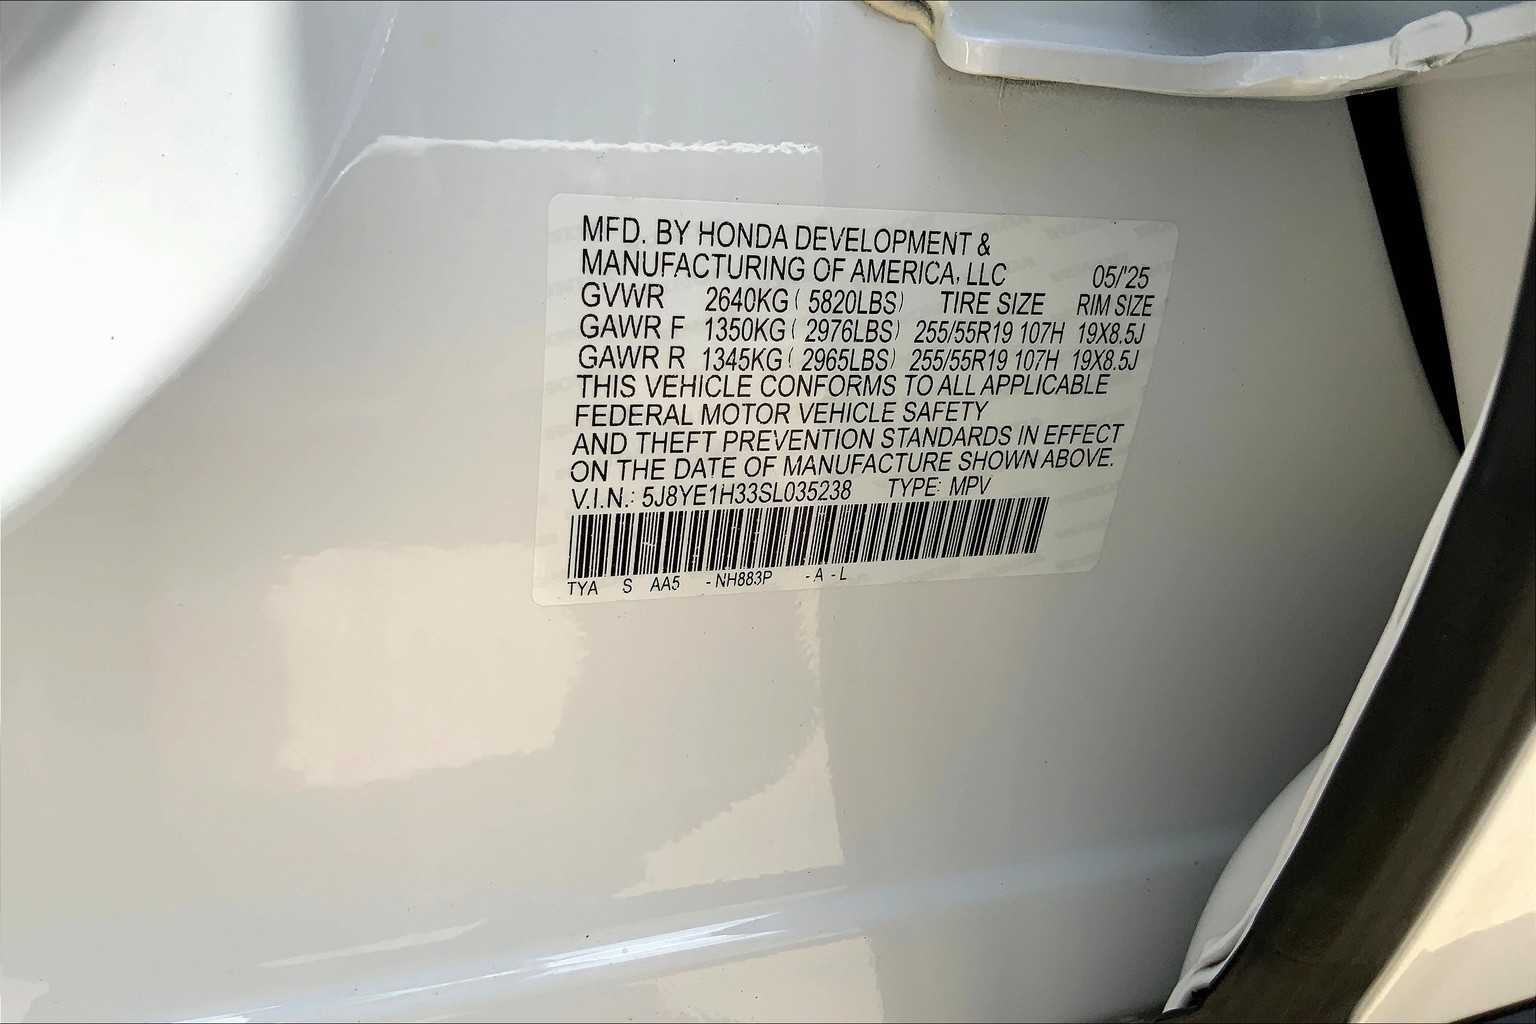 MFD. BY HONDA DEVELOPMENT &
MANUFACTURING OF AMERICA, LLC 05/'25
GVWR 2640KG ( 5820LBS) TIRE SIZE RIM SIZE
GAWR F 1350KG ( 2976LBS) 255/55R19 107H 19X8.5J
GAWR R 1345KG ( 2965LBS) 255/55R19 107H 19X8.5J
THIS VEHICLE CONFORMS TO ALL APPLICABLE
FEDERAL MOTOR VEHICLE SAFETY
AND THEFT PREVENTION STANDARDS IN EFFECT
ON THE DATE OF MANUFACTURE SHOWN ABOVE.
V.I.N.: 5J8YE1H33SL035238 TYPE: MPV
TYA S AA5 -NH883P -A -L